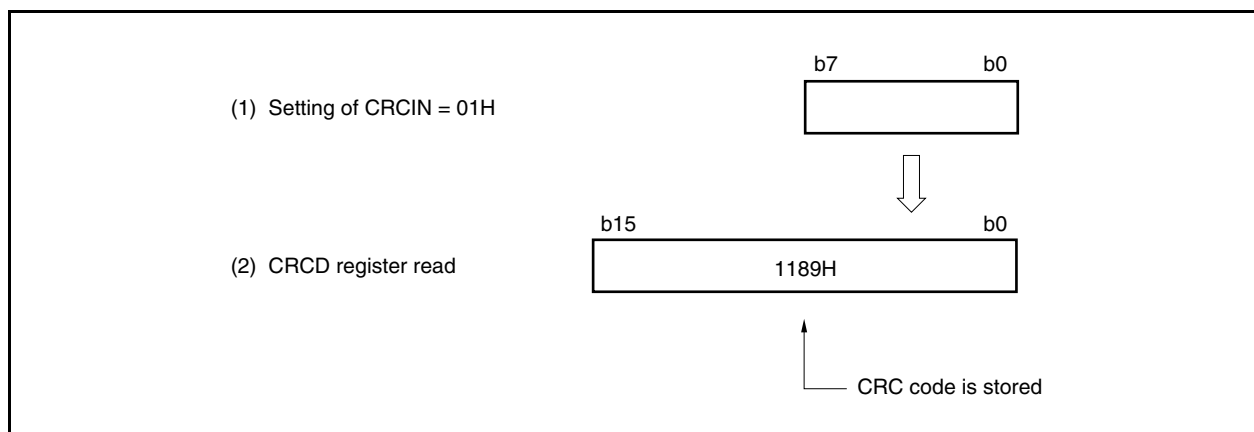 b7 b0
(1) Setting of CRCIN = 01H
b15 b0
(2) CRCD register read 1189H
CRC code is stored